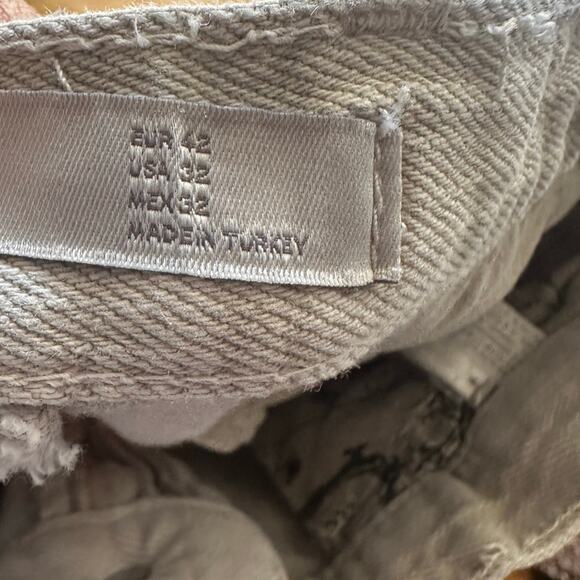 EUR 42
USA 32
MEX 32
MADE IN TURKEY